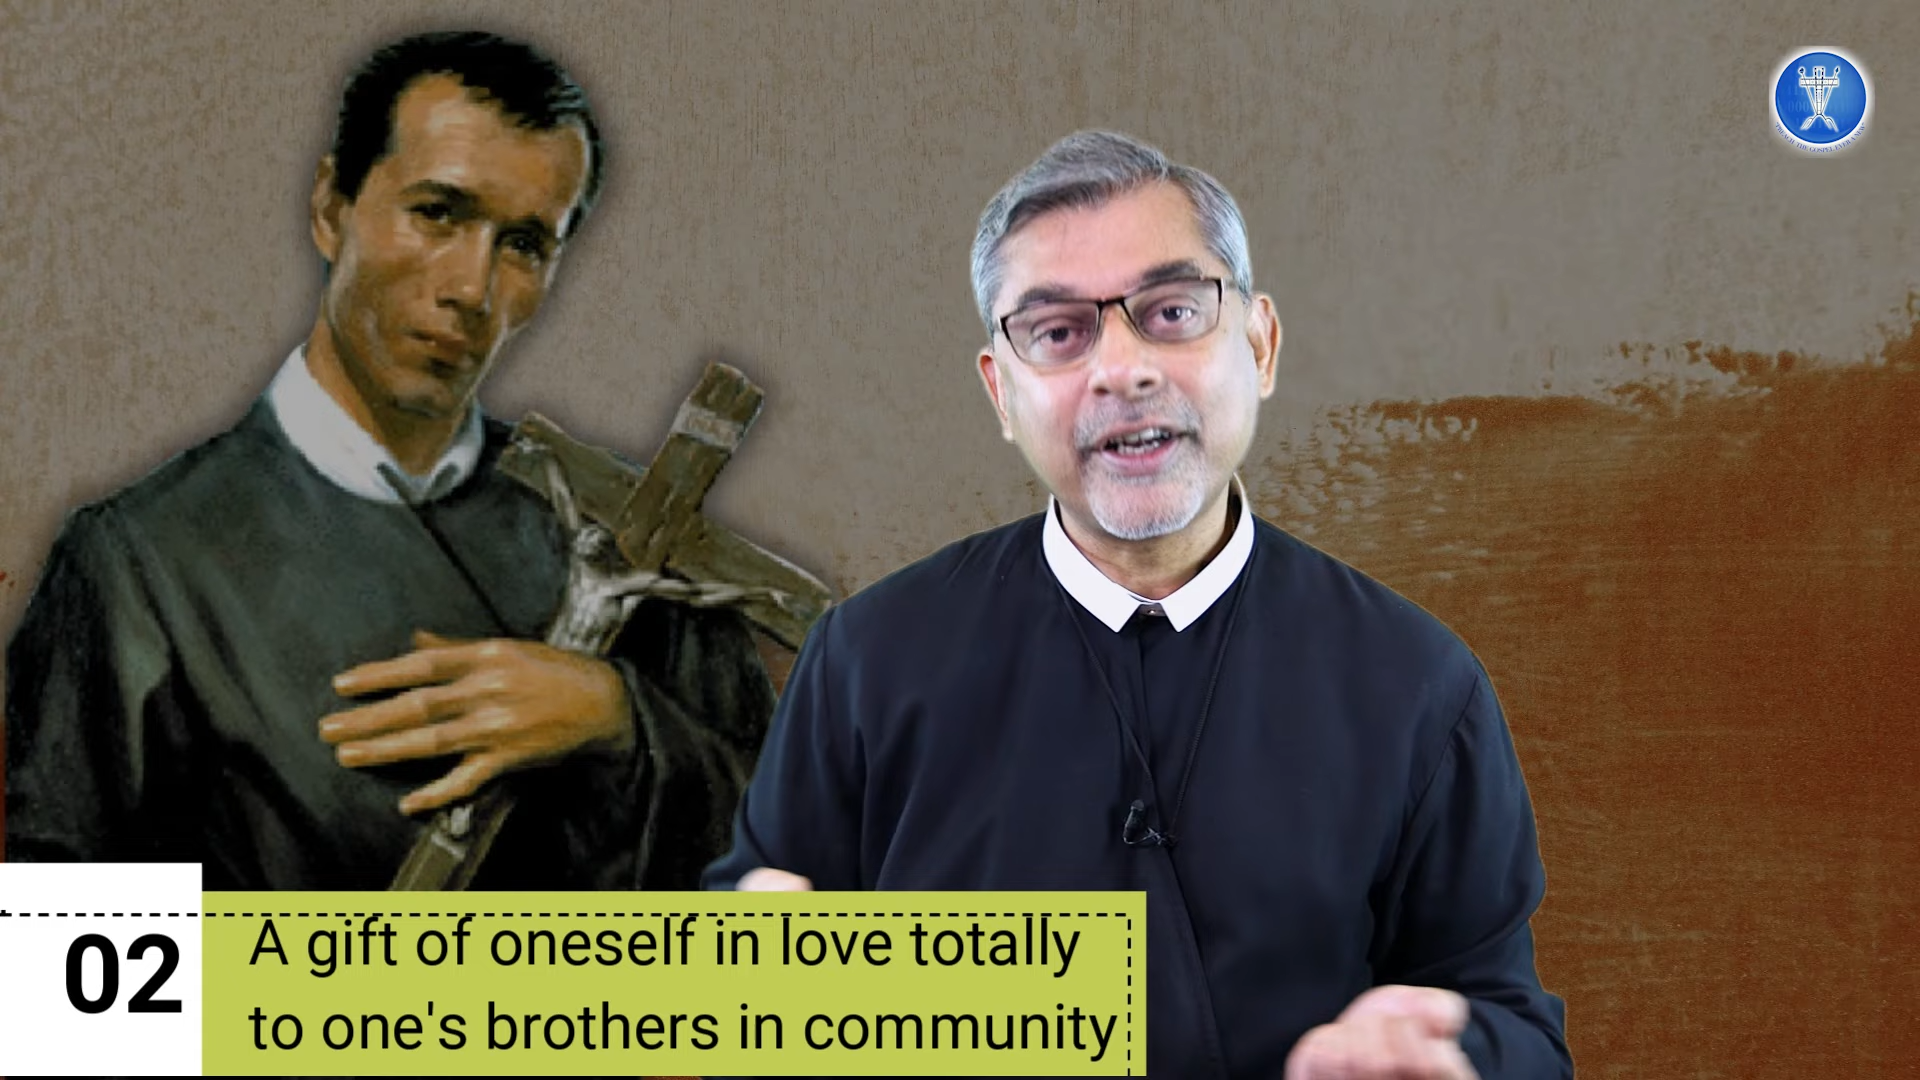 02
A gift of oneself in love totally
to one's brothers in community